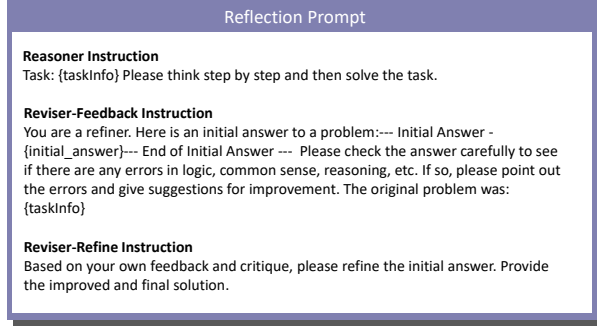 Reflection Prompt
Reasoner Instruction
Task: {taskInfo} Please think step by step and then solve the task.
Reviser-Feedback Instruction
You are a refiner. Here is an initial answer to a problem:--- Initial Answer -
{initial_answer}--- End of Initial Answer --- Please check the answer carefully to see
if there are any errors in logic, common sense, reasoning, etc. If so, please point out
the errors and give suggestions for improvement. The original problem was:
{taskInfo}
Reviser-Refine Instruction
Based on your own feedback and critique, please refine the initial answer. Provide
the improved and final solution.